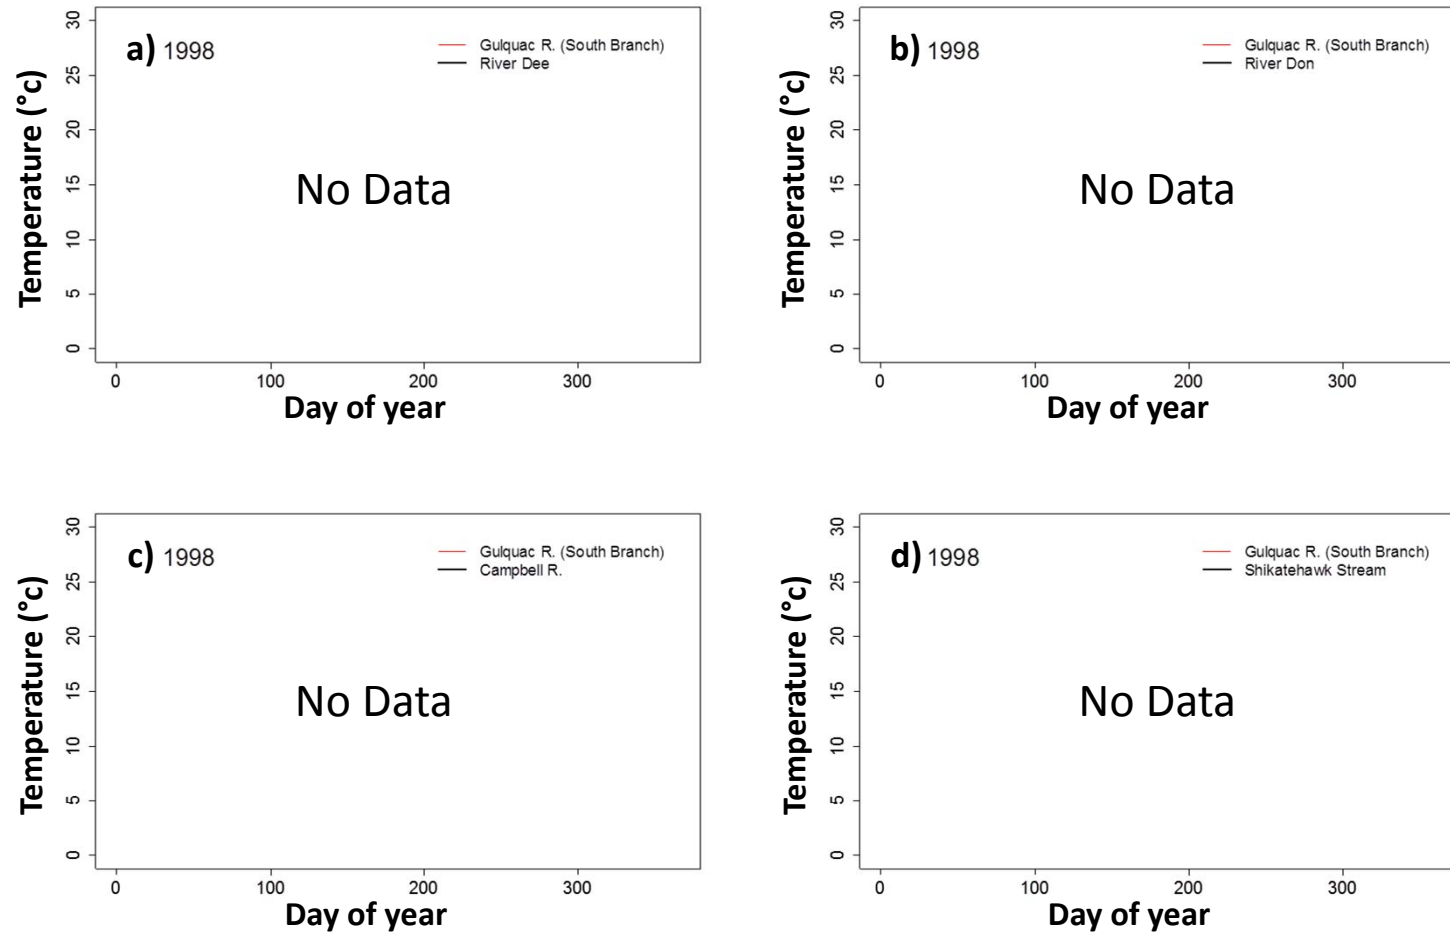 a) 1998
Gulquac R. (South Branch)
River Dee
Temperature (°c)
30
25
20
15
10
5
0
No Data
0 100 200 300
Day of year
b) 1998
Gulquac R. (South Branch)
River Don
Temperature (°c)
30
25
20
15
10
5
0
No Data
0 100 200 300
Day of year
c) 1998
Gulquac R. (South Branch)
Campbell R.
Temperature (°c)
30
25
20
15
10
5
0
No Data
0 100 200 300
Day of year
d) 1998
Gulquac R. (South Branch)
Shikatehawk Stream
Temperature (°c)
30
25
20
15
10
5
0
No Data
0 100 200 300
Day of year